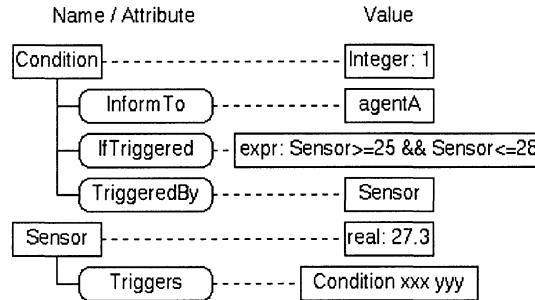 Name / Attribute Value
Condition Integer: 1
InformTo agentA
IfTriggered expr: Sensor>=25 && Sensor<=28
TriggeredBy Sensor
Sensor real: 27.3
Triggers Condition xxx yyy